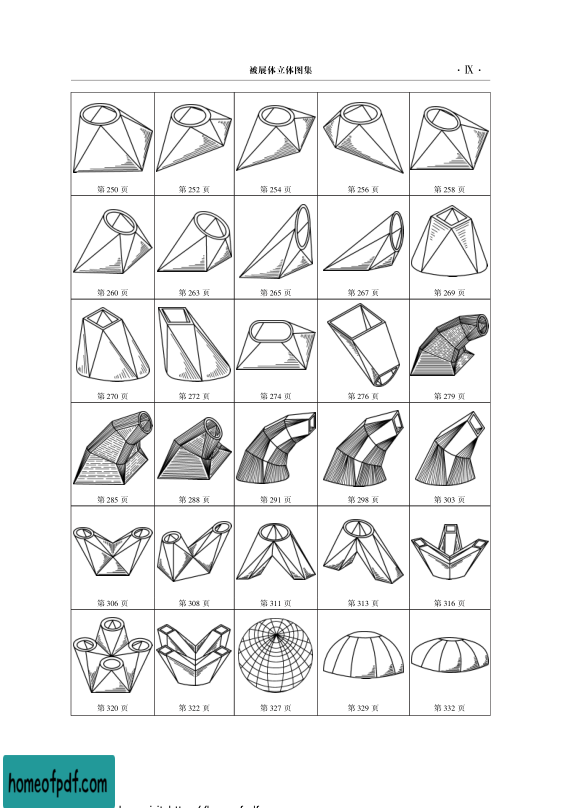 被展体立体图集
· Ⅸ ·
第 250 页 第 252 页 第 254 页 第 256 页 第 258 页
第 260 页 第 263 页 第 265 页 第 267 页 第 269 页
第 270 页 第 272 页 第 274 页 第 276 页 第 279 页
第 285 页 第 288 页 第 291 页 第 298 页 第 303 页
第 306 页 第 308 页 第 311 页 第 313 页 第 316 页
第 320 页 第 322 页 第 327 页 第 329 页 第 332 页
homeofpdf.com